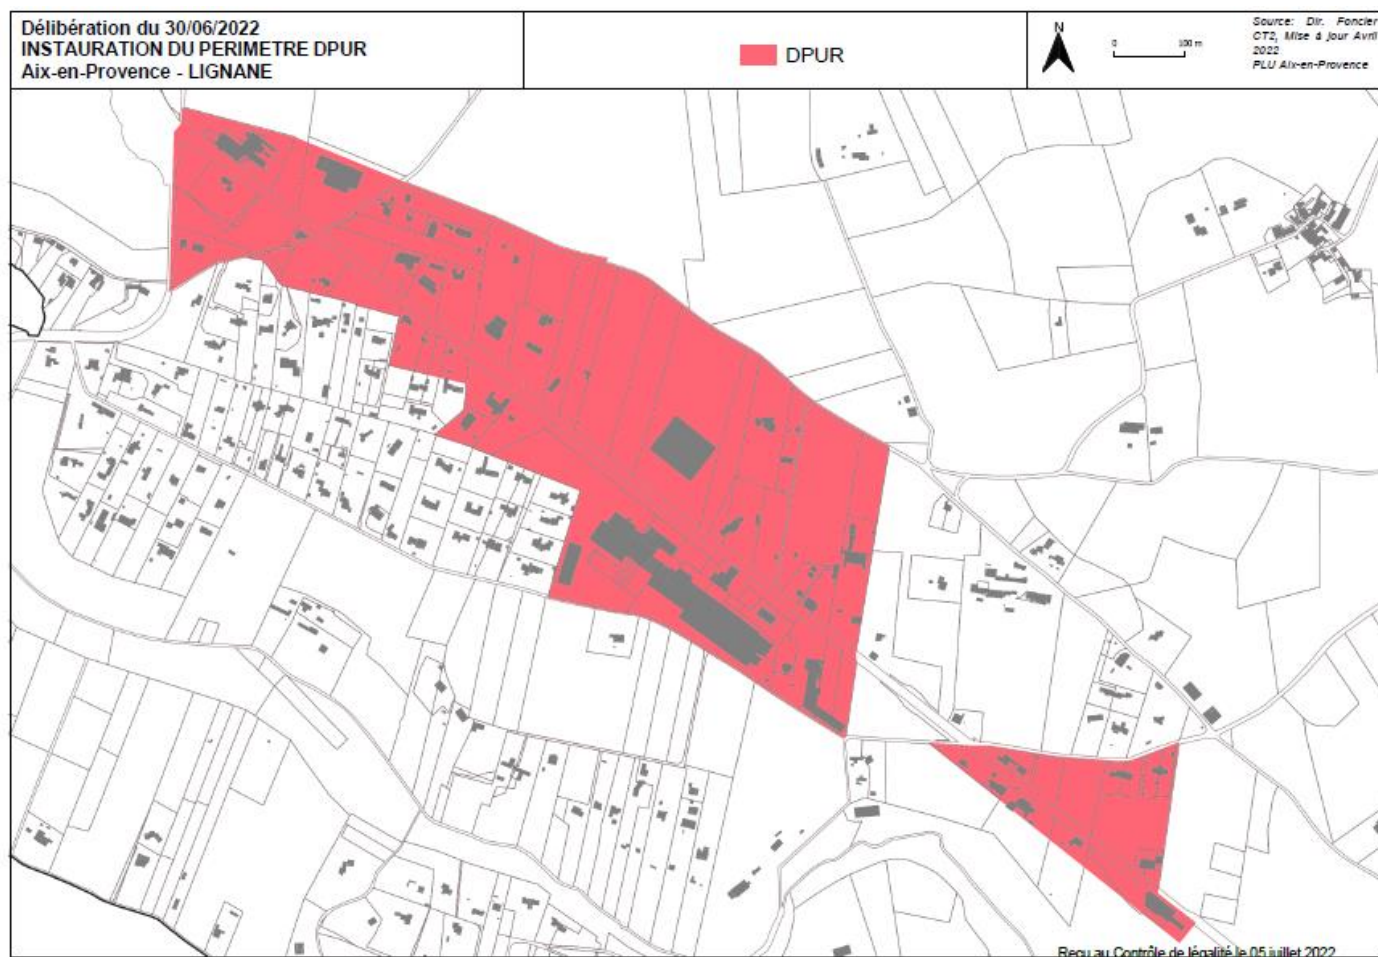 Délibération du 30/06/2022
INSTAURATION DU PERIMETRE DPUR
Aix-en-Provence - LIGNANE
DPUR
N
0 100 m
Source: Dir. Foncier
CT2, Mise à jour Avril
2022
PLU Aix-en-Provence
Reçu au Contrôle de légalité le 05 juillet 2022